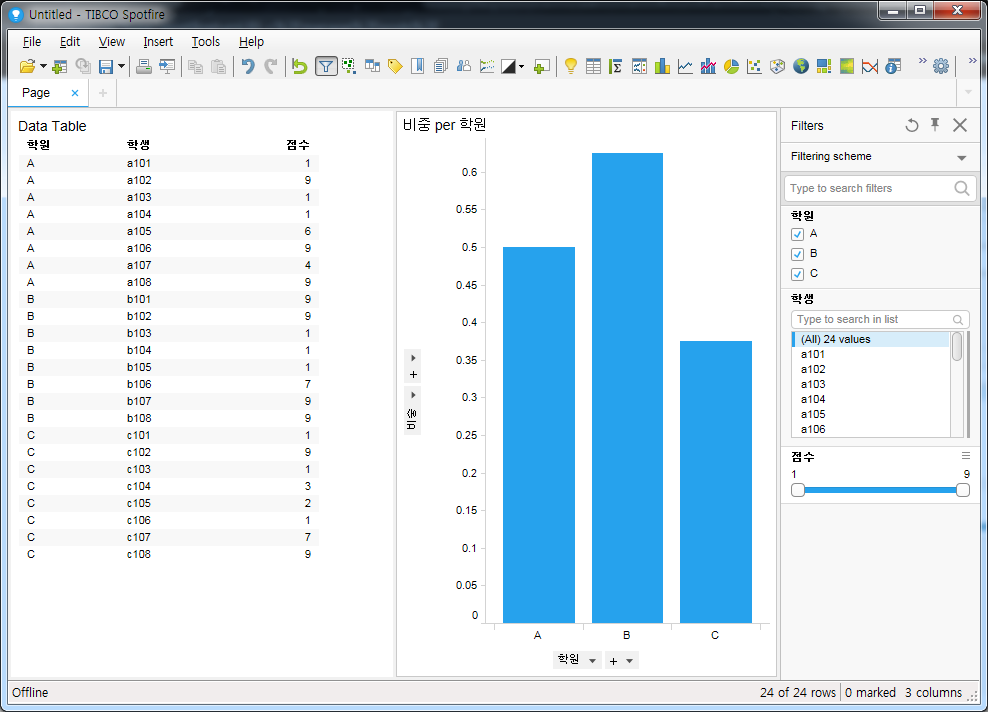 Untitled - TIBCO Spotfire
File Edit View Insert Tools Help
Page
Data Table
학원 학생 점수
A a101 1
A a102 9
A a103 1
A a104 1
A a105 6
A a106 9
A a107 4
A a108 9
B b101 9
B b102 9
B b103 1
B b104 1
B b105 1
B b106 7
B b107 9
B b108 9
C c101 1
C c102 9
C c103 1
C c104 3
C c105 2
C c106 1
C c107 7
C c108 9
비중 per 학원
0.6
0.55
0.5
0.45
0.4
0.35
0.3
0.25
0.2
0.15
0.1
0.05
0
비중
A B C
학원 +
Filters
Filtering scheme
Type to search filters
학원
A
B
C
학생
Type to search in list
(All) 24 values
a101
a102
a103
a104
a105
a106
점수
1 9
Offline
24 of 24 rows 0 marked 3 columns